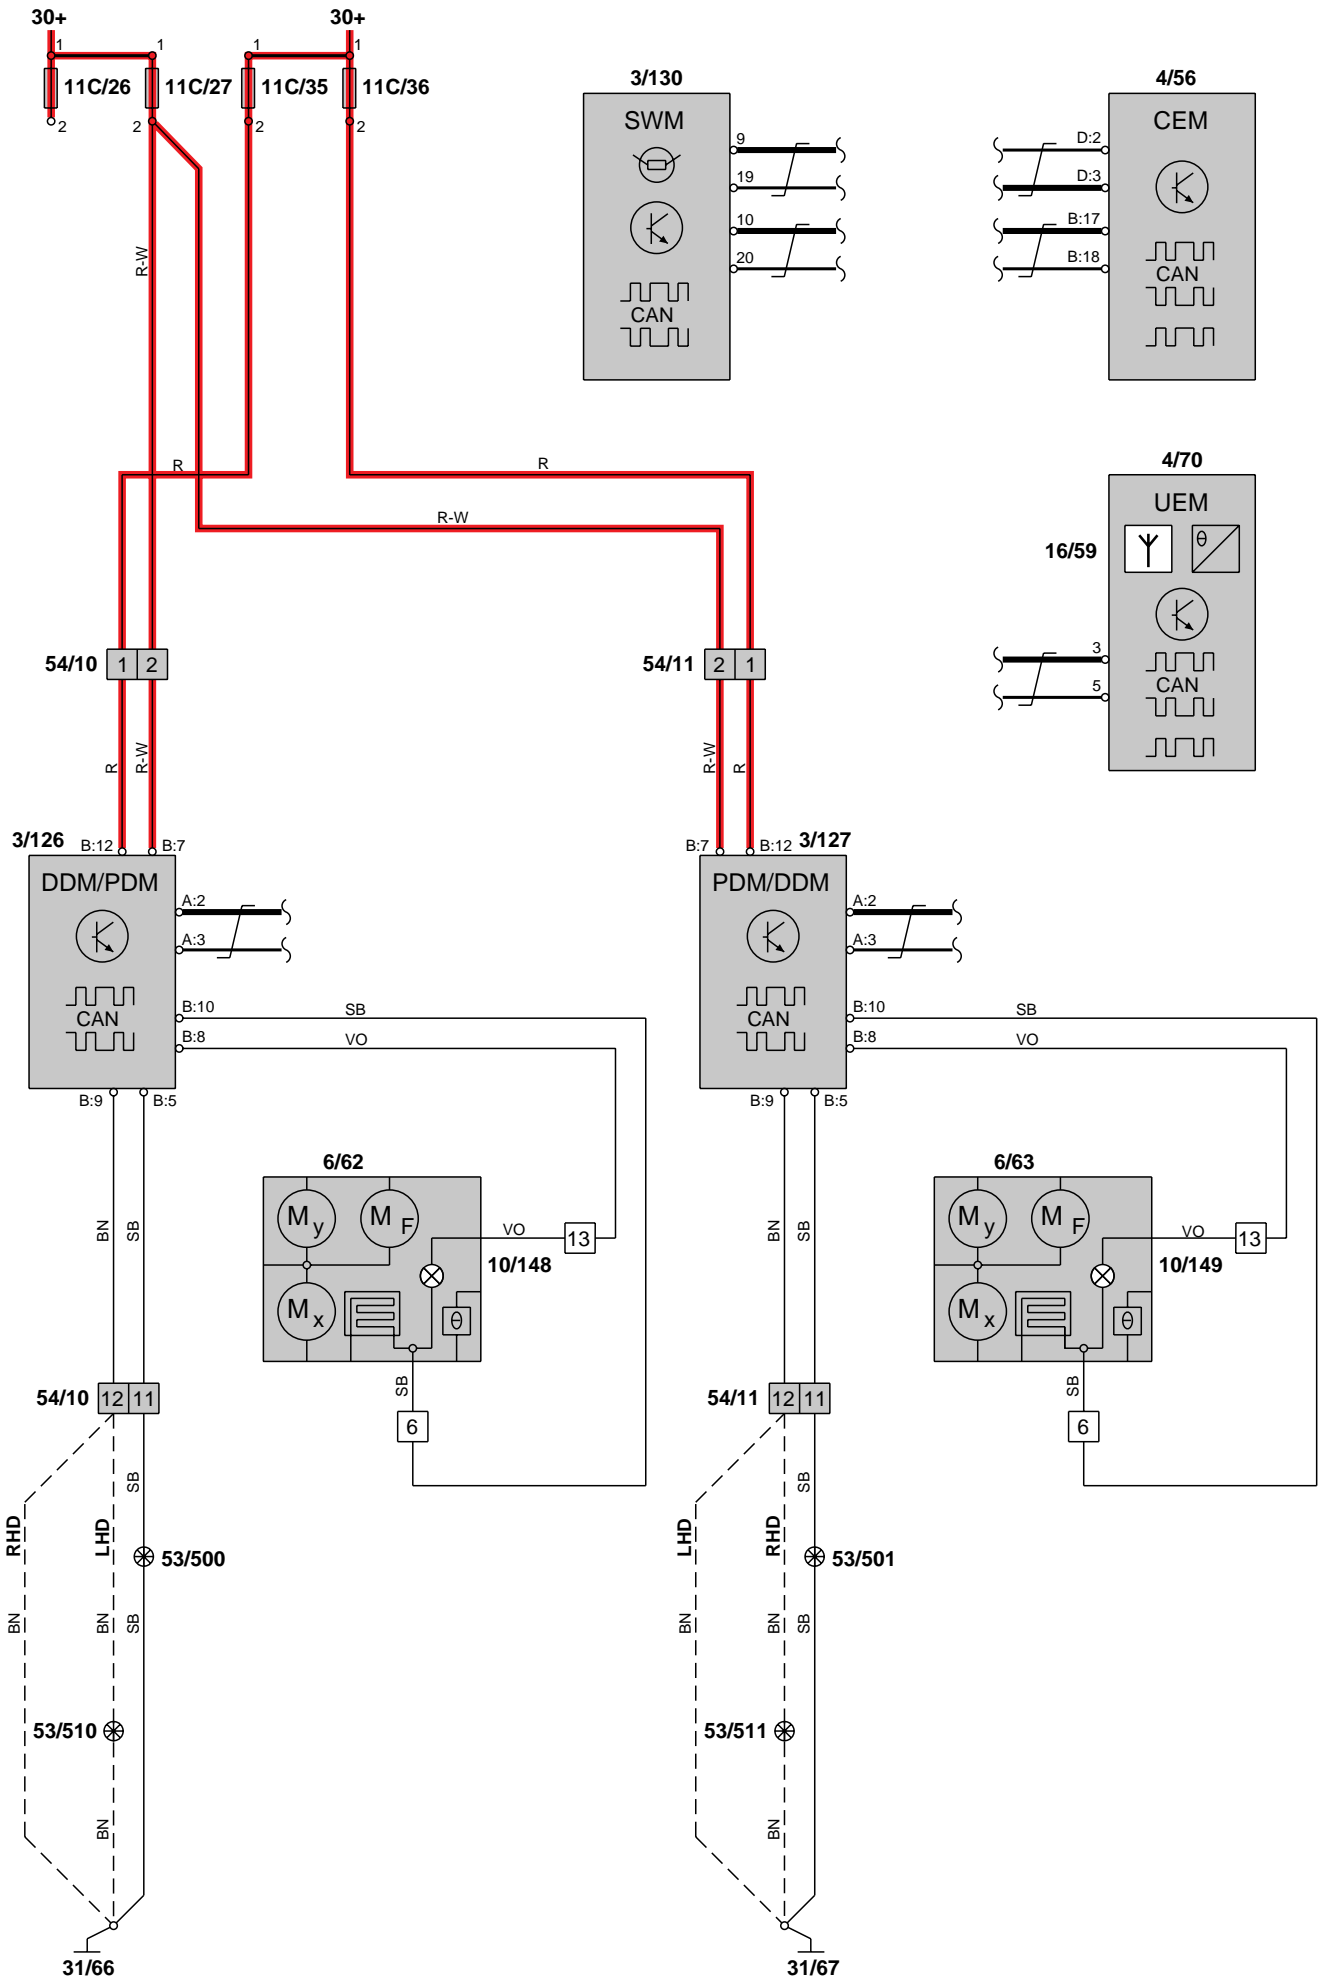 30+ 30+
1 1 1 1
11C/26 11C/27 11C/35 11C/36
2 2 2 2
3/130
SWM
9
19
10
20
CAN
4/56
CEM
D:2
D:3
B:17
B:18
CAN
R-W
R R
R-W
4/70
UEM
16/59
θ
3
5
CAN
54/10 1 2
54/11 2 1
R R-W
R-W R
3/126 B:12 B:7
DDM/PDM
A:2
A:3
CAN
B:10 SB
B:8 VO
B:9 B:5
B:7 B:12 3/127
PDM/DDM
A:2
A:3
CAN
B:10 SB
B:8 VO
B:9 B:5
BN SB
6/62
My MF
VO 13
10/148
Mx
θ
SB
6
BN SB
6/63
My MF
VO 13
10/149
Mx
θ
SB
6
54/10 12 11
54/11 12 11
SB SB
RHD LHD
53/500
LHD RHD
53/501
BN BN SB
BN BN SB
53/510
53/511
BN BN
31/66
31/67